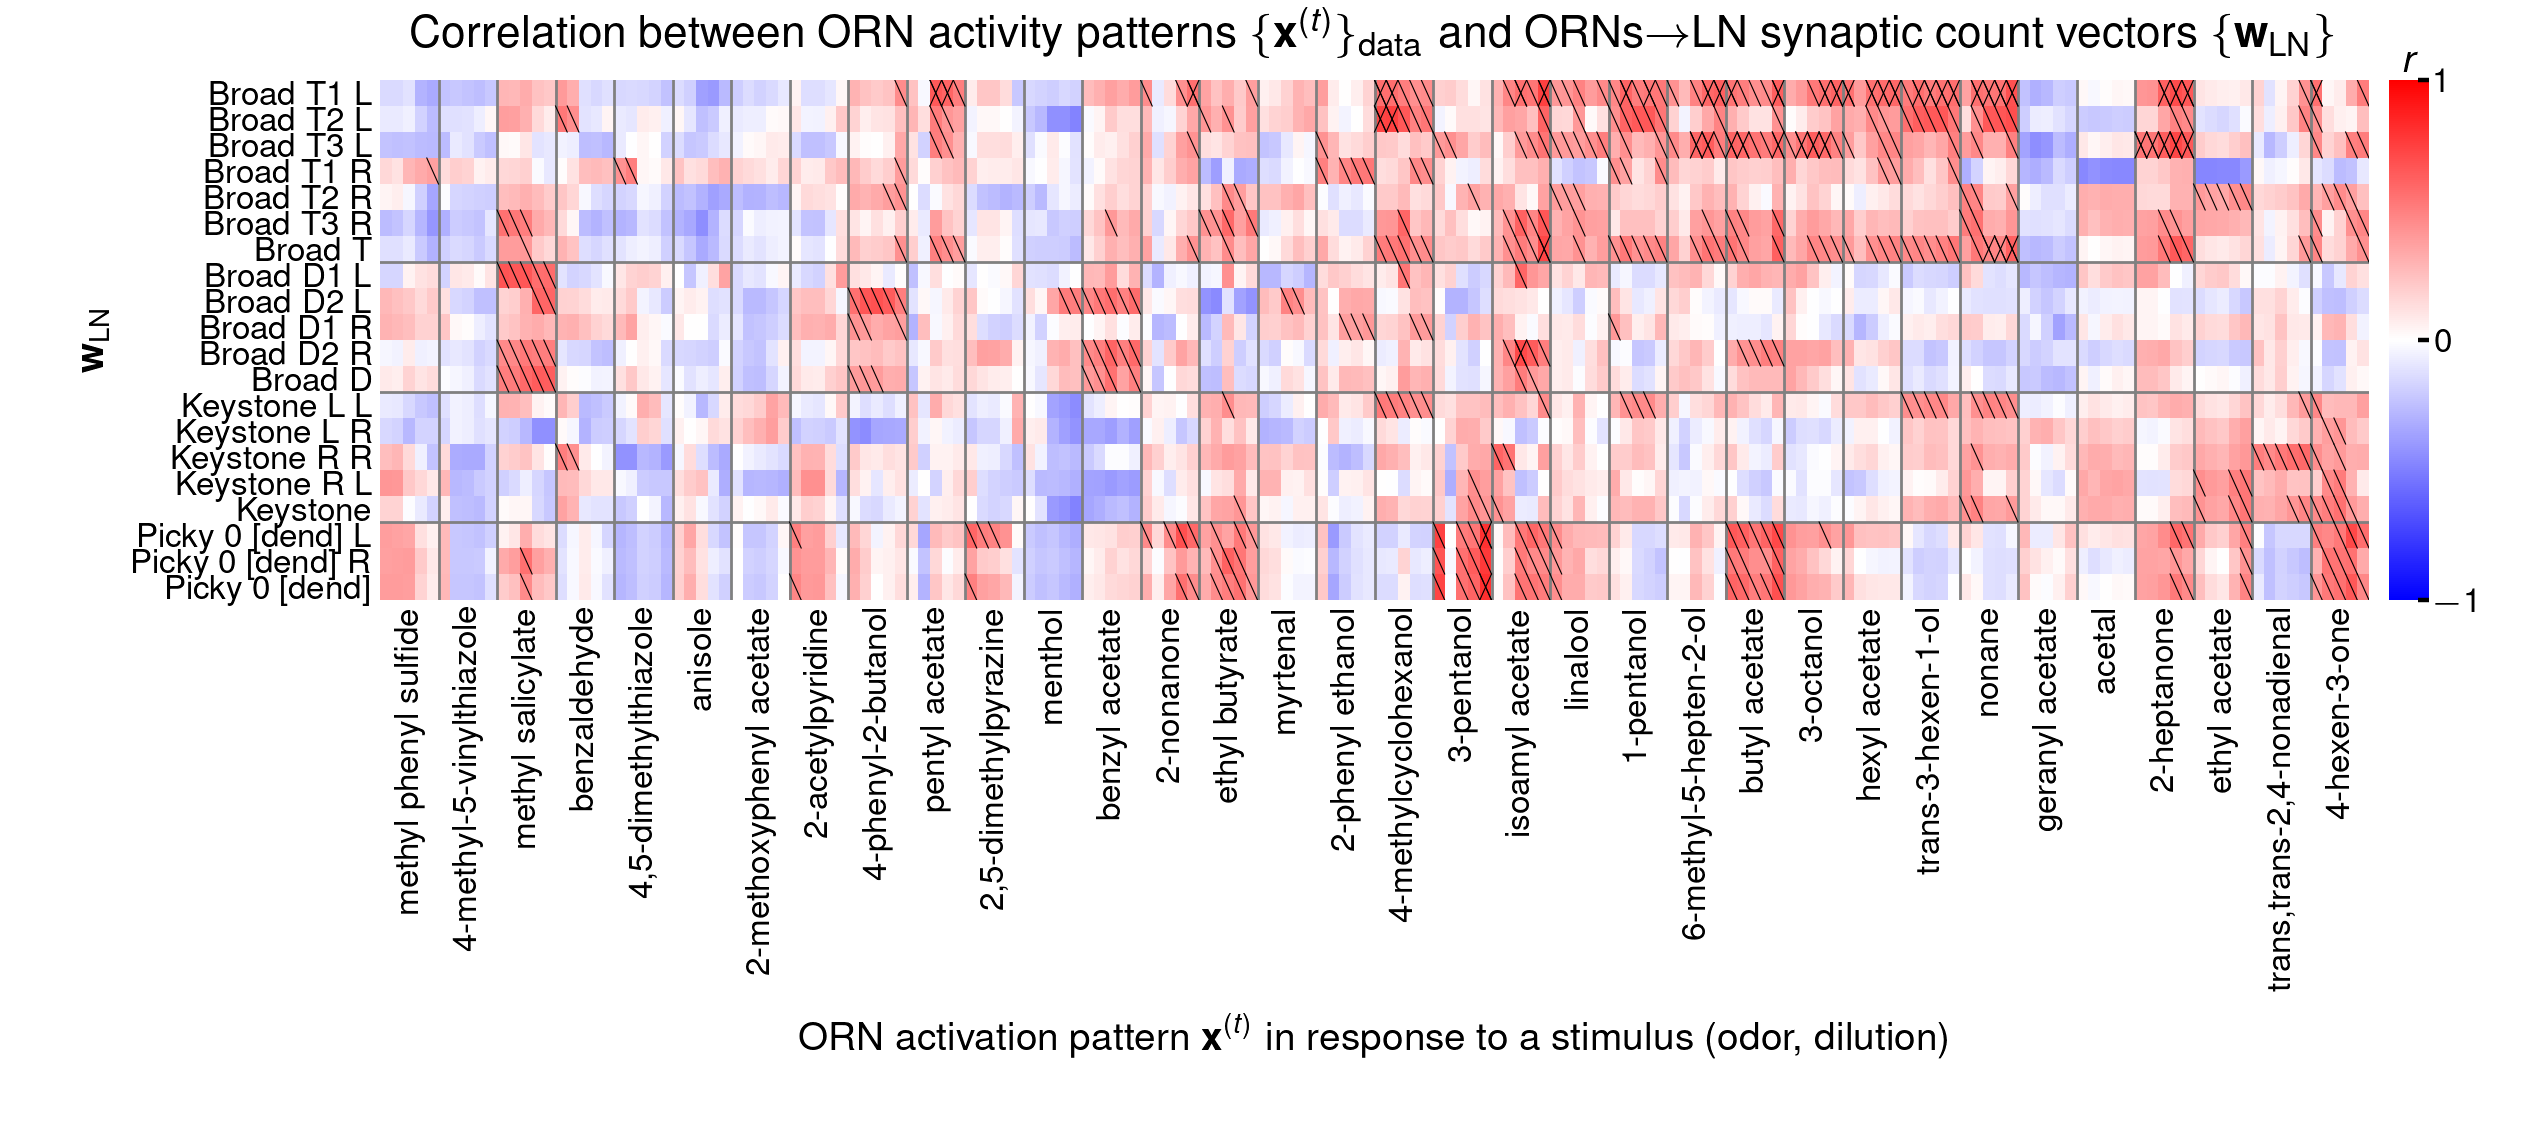 Correlation between ORN activity patterns {x^(t)}_data and ORNs→LN synaptic count vectors {w_LN}
r
1
0
−1
w_LN
Broad T1 L
Broad T2 L
Broad T3 L
Broad T1 R
Broad T2 R
Broad T3 R
Broad T
Broad D1 L
Broad D2 L
Broad D1 R
Broad D2 R
Broad D
Keystone L L
Keystone L R
Keystone R R
Keystone R L
Keystone
Picky 0 [dend] L
Picky 0 [dend] R
Picky 0 [dend]
methyl phenyl sulfide
4-methyl-5-vinylthiazole
methyl salicylate
benzaldehyde
4,5-dimethylthiazole
anisole
2-methoxyphenyl acetate
2-acetylpyridine
4-phenyl-2-butanol
pentyl acetate
2,5-dimethylpyrazine
menthol
benzyl acetate
2-nonanone
ethyl butyrate
myrtenal
2-phenyl ethanol
4-methylcyclohexanol
3-pentanol
isoamyl acetate
linalool
1-pentanol
6-methyl-5-hepten-2-ol
butyl acetate
3-octanol
hexyl acetate
trans-3-hexen-1-ol
nonane
geranyl acetate
acetal
2-heptanone
ethyl acetate
trans,trans-2,4-nonadienal
4-hexen-3-one
ORN activation pattern x^(t) in response to a stimulus (odor, dilution)